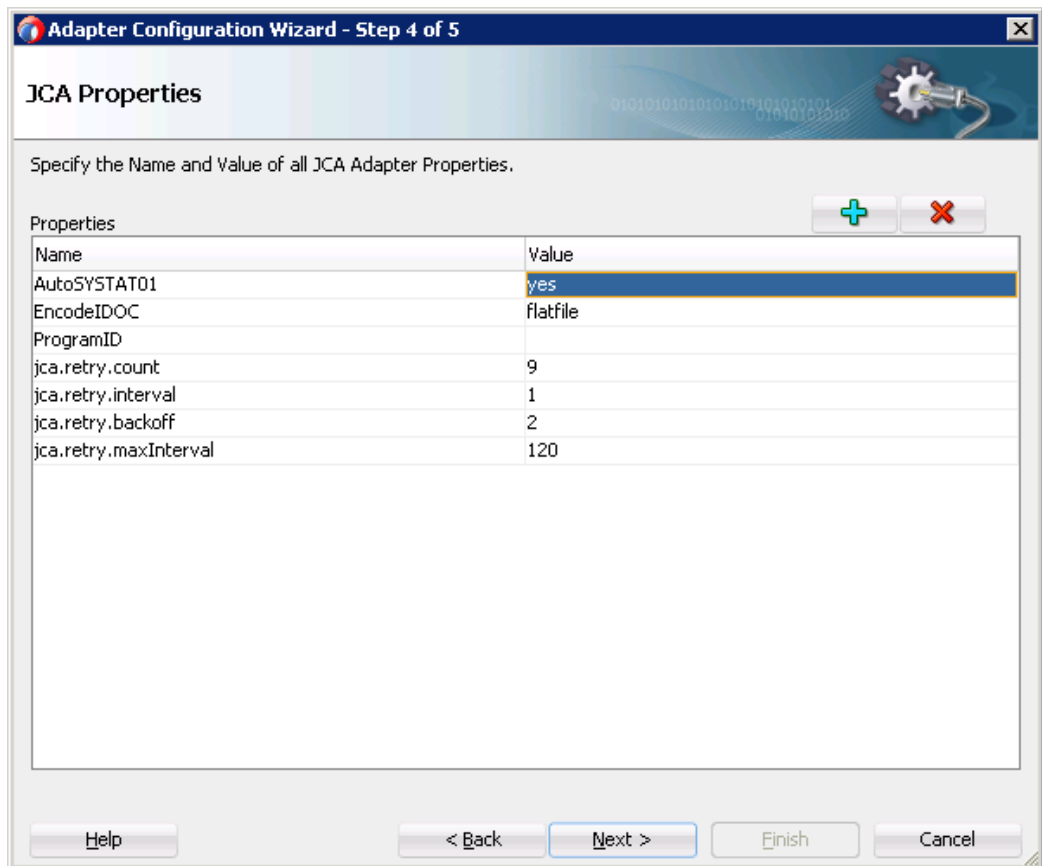 Adapter Configuration Wizard - Step 4 of 5
JCA Properties
0101010101010101010101010101
01010101010
Specify the Name and Value of all JCA Adapter Properties.
Properties
Name Value
AutoSYSTAT01 yes
EncodeIDOC flatfile
ProgramID
jca.retry.count 9
jca.retry.interval 1
jca.retry.backoff 2
jca.retry.maxInterval 120
Help < Back Next > Finish Cancel